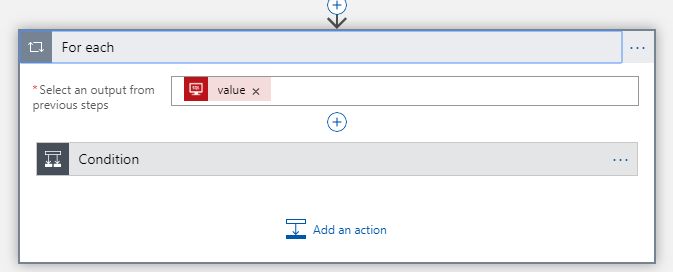 For each
...
*Select an output from
previous steps
value ×
Condition
...
Add an action